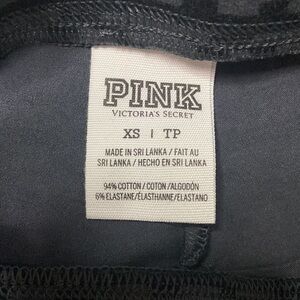 PINK
VICTORIA'S SECRET
XS | TP
MADE IN SRI LANKA / FAIT AU
SRI LANKA / HECHO EN SRI LANKA
94% COTTON / COTON / ALGODÓN
6% ELASTANE/ÉLASTHANNE/ELASTANO